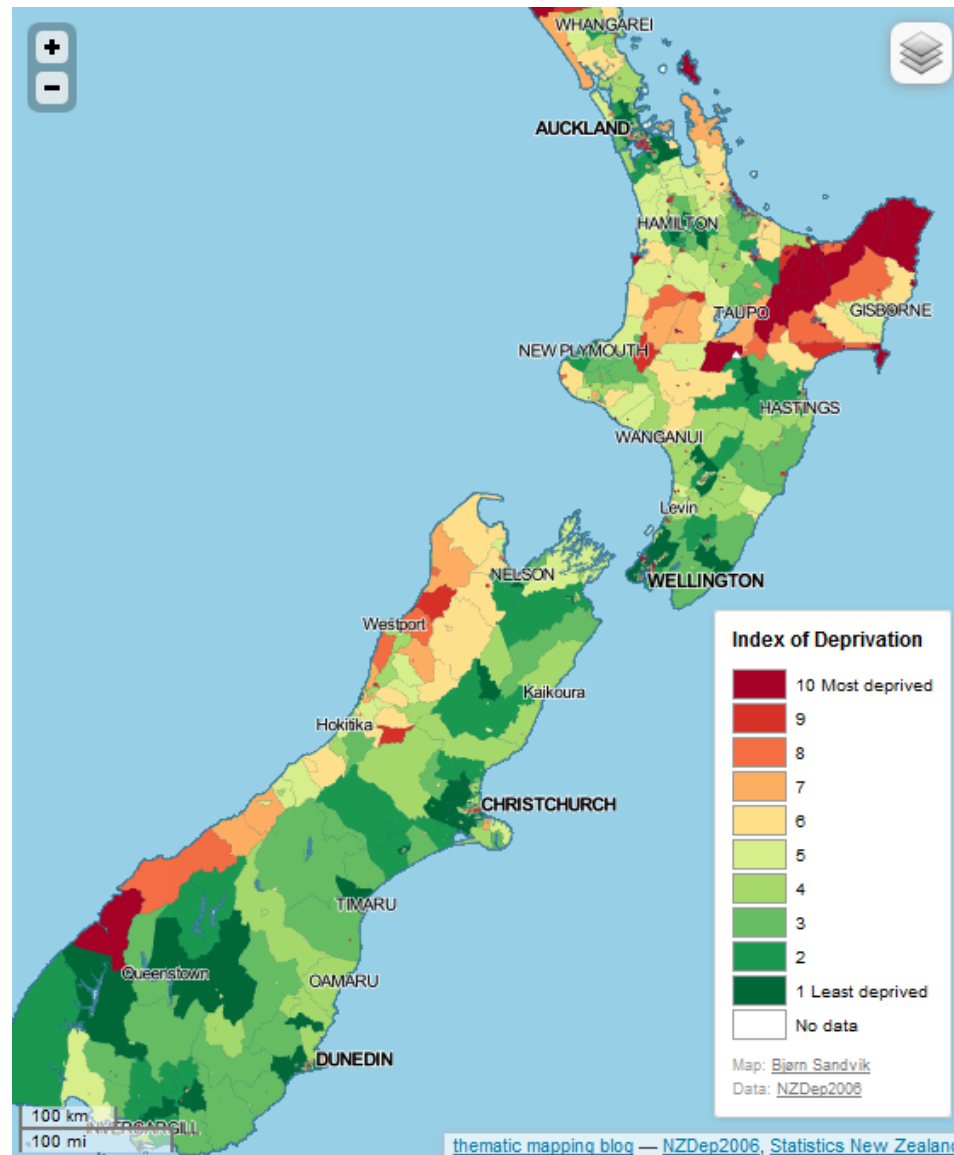 +
−
WHANGAREI
AUCKLAND
HAMILTON
TAUPO
GISBORNE
NEW PLYMOUTH
HASTINGS
WANGANUI
Levin
NELSON
WELLINGTON
Westport
Kaikoura
Hokitika
CHRISTCHURCH
TIMARU
Queenstown
OAMARU
DUNEDIN
INVERCARGILL
Index of Deprivation
10 Most deprived
9
8
7
6
5
4
3
2
1 Least deprived
No data
Map: Bjørn Sandvik
Data: NZDep2006
100 km
100 mi
thematic mapping blog — NZDep2006, Statistics New Zealand